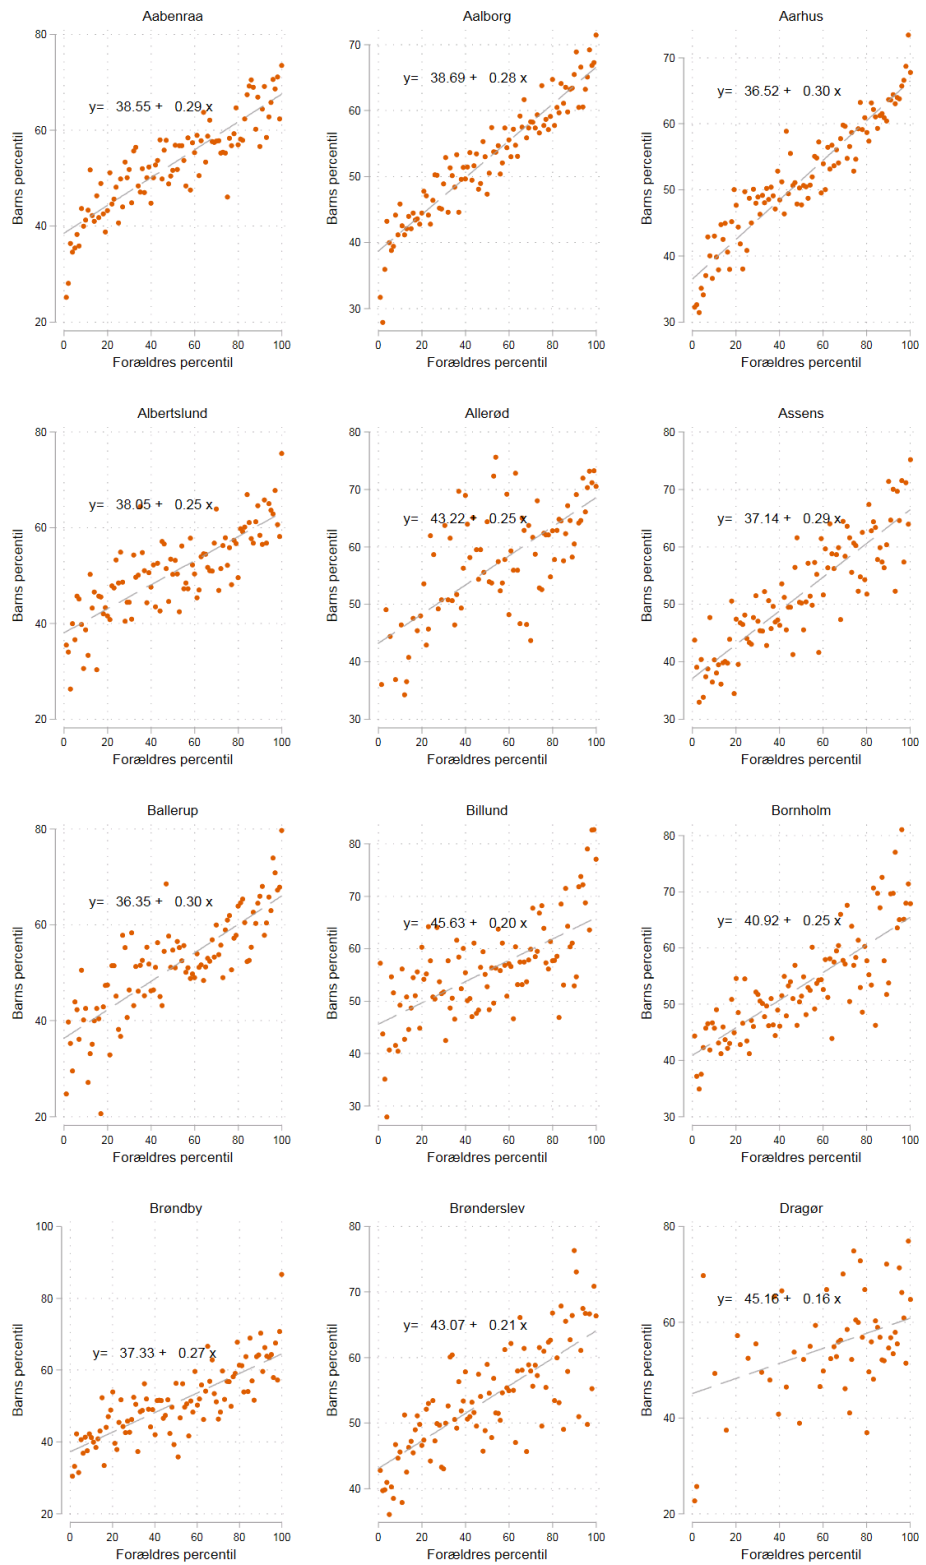 Aabenraa
Barns percentil
80
60
40
20
y= 38.55 + 0.29 x
0 20 40 60 80 100
Forældres percentil
Aalborg
Barns percentil
70
60
50
40
30
y= 38.69 + 0.28 x
0 20 40 60 80 100
Forældres percentil
Aarhus
Barns percentil
70
60
50
40
30
y= 36.52 + 0.30 x
0 20 40 60 80 100
Forældres percentil
Albertslund
Barns percentil
80
60
40
20
y= 38.05 + 0.25 x
0 20 40 60 80 100
Forældres percentil
Allerød
Barns percentil
80
70
60
50
40
30
y= 43.22 + 0.25 x
0 20 40 60 80 100
Forældres percentil
Assens
Barns percentil
80
70
60
50
40
30
y= 37.14 + 0.29 x
0 20 40 60 80 100
Forældres percentil
Ballerup
Barns percentil
80
60
40
20
y= 36.35 + 0.30 x
0 20 40 60 80 100
Forældres percentil
Billund
Barns percentil
80
70
60
50
40
30
y= 45.63 + 0.20 x
0 20 40 60 80 100
Forældres percentil
Bornholm
Barns percentil
80
70
60
50
40
30
y= 40.92 + 0.25 x
0 20 40 60 80 100
Forældres percentil
Brøndby
Barns percentil
100
80
60
40
20
y= 37.33 + 0.27 x
0 20 40 60 80 100
Forældres percentil
Brønderslev
Barns percentil
80
70
60
50
40
y= 43.07 + 0.21 x
0 20 40 60 80 100
Forældres percentil
Dragør
Barns percentil
80
60
40
20
y= 45.16 + 0.16 x
0 20 40 60 80 100
Forældres percentil